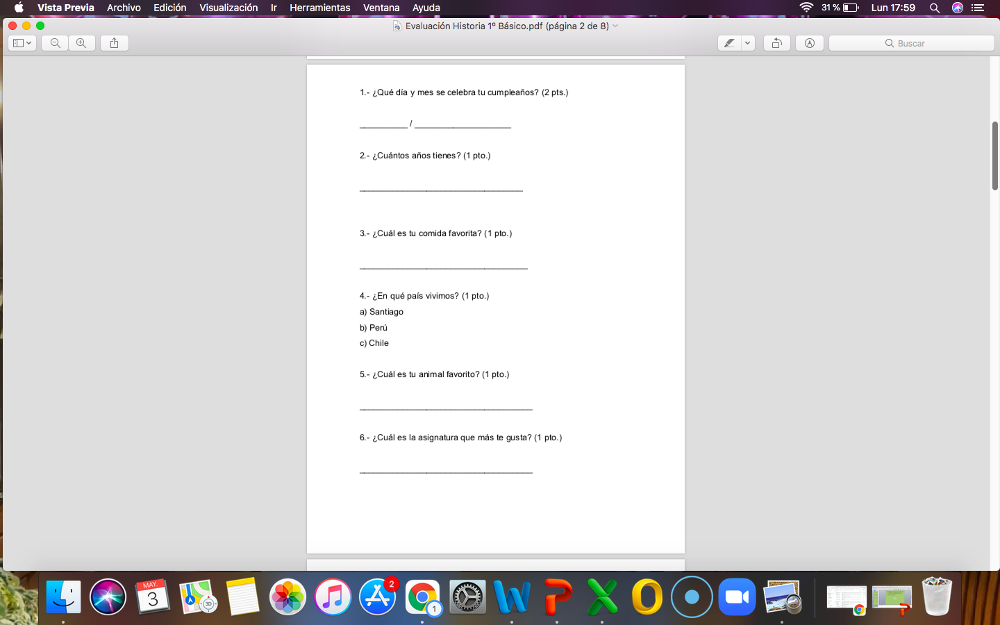 Vista Previa Archivo Edición Visualización Ir Herramientas Ventana Ayuda 31 % Lun 17:59
Evaluación Historia 1º Básico.pdf (página 2 de 8)
Buscar
1.- ¿Qué día y mes se celebra tu cumpleaños? (2 pts.)
__________ / ____________________
2.- ¿Cuántos años tienes? (1 pto.)
__________________________________
3.- ¿Cuál es tu comida favorita? (1 pto.)
___________________________________
4.- ¿En qué país vivimos? (1 pto.)
a) Santiago
b) Perú
c) Chile
5.- ¿Cuál es tu animal favorito? (1 pto.)
____________________________________
6.- ¿Cuál es la asignatura que más te gusta? (1 pto.)
____________________________________
MAY.
3
3D
2
1